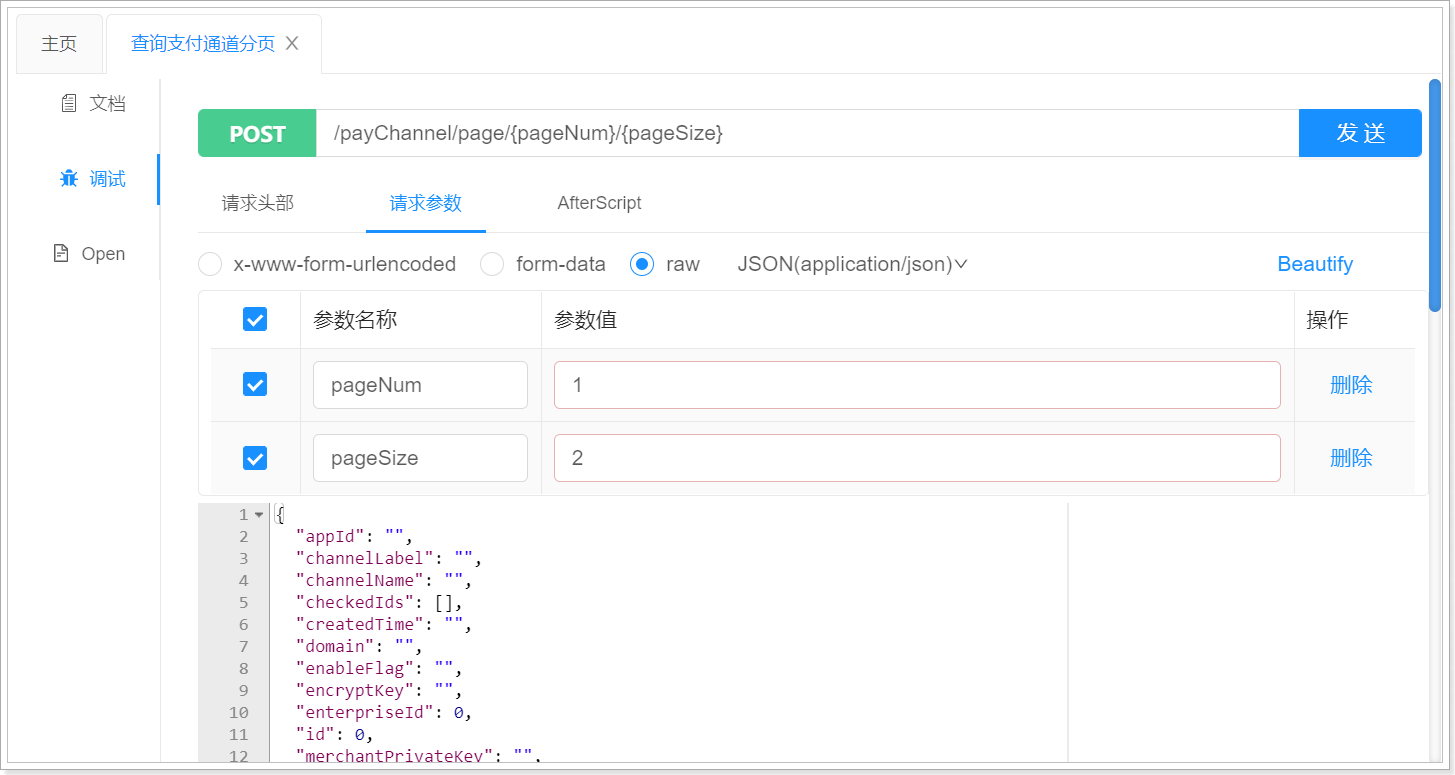 主页
查询支付通道分页
文档
调试
Open
POST /payChannel/page/{pageNum}/{pageSize} 发 送
请求头部 请求参数 AfterScript
x-www-form-urlencoded form-data raw JSON(application/json) Beautify
参数名称 参数值 操作
pageNum 1 删除
pageSize 2 删除
1 {
2 "appId": "",
3 "channelLabel": "",
4 "channelName": "",
5 "checkedIds": [],
6 "createdTime": "",
7 "domain": "",
8 "enableFlag": "",
9 "encryptKey": "",
10 "enterpriseId": 0,
11 "id": 0,
12 "merchantPrivateKey": "",